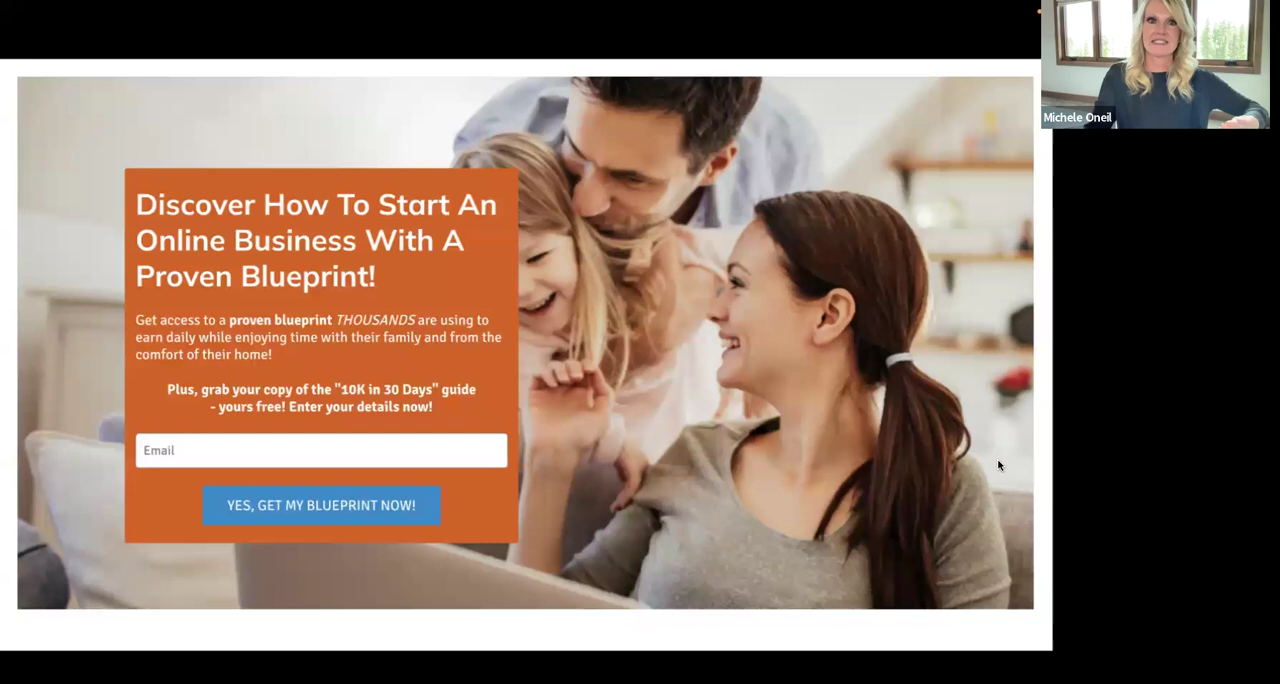 Michele Oneil
Discover How To Start An
Online Business With A
Proven Blueprint!
Get access to a proven blueprint THOUSANDS are using to
earn daily while enjoying time with their family and from the
comfort of their home!
Plus, grab your copy of the "10K in 30 Days" guide
- yours free! Enter your details now!
Email
YES, GET MY BLUEPRINT NOW!